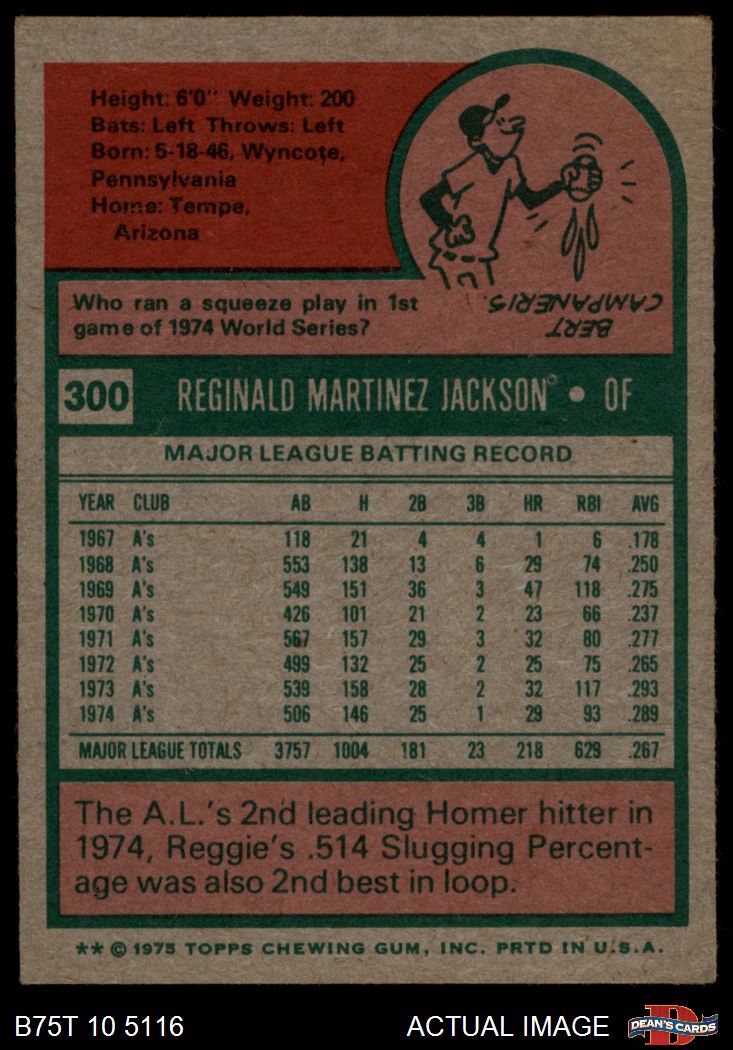 Height: 6'0" Weight: 200
Bats: Left Throws: Left
Born: 5-18-46, Wyncote,
Pennsylvania
Home: Tempe,
Arizona
Who ran a squeeze play in 1st
game of 1974 World Series?
BERT
CAMPANERIS.
300 REGINALD MARTINEZ JACKSON • OF
MAJOR LEAGUE BATTING RECORD
YEAR CLUB AB H 2B 3B HR RBI AVG
1967 A's 118 21 4 4 1 6 .178
1968 A's 553 138 13 6 29 74 .250
1969 A's 549 151 36 3 47 118 .275
1970 A's 426 101 21 2 23 66 .237
1971 A's 567 157 29 3 32 80 .277
1972 A's 499 132 25 2 25 75 .265
1973 A's 539 158 28 2 32 117 .293
1974 A's 506 146 25 1 29 93 .289
MAJOR LEAGUE TOTALS 3757 1004 181 23 218 629 .267
The A.L.'s 2nd leading Homer hitter in
1974, Reggie's .514 Slugging Percent-
age was also 2nd best in loop.
** © 1975 TOPPS CHEWING GUM, INC. PRTD IN U.S.A.
B75T 10 5116 ACTUAL IMAGE DEAN'S CARDS